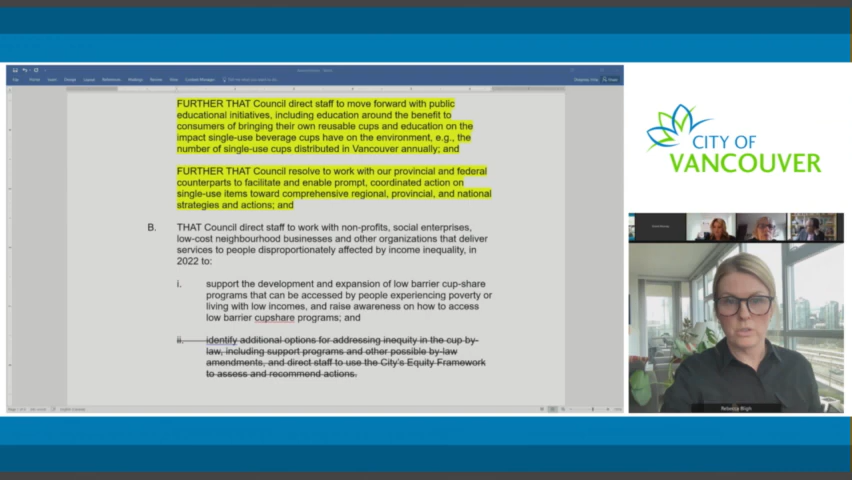 FURTHER THAT Council direct staff to move forward with public
educational initiatives, including education around the benefit to
consumers of bringing their own reusable cups and education on the
impact single-use beverage cups have on the environment, e.g., the
number of single-use cups distributed in Vancouver annually; and
FURTHER THAT Council resolve to work with our provincial and federal
counterparts to facilitate and enable prompt, coordinated action on
single-use items toward comprehensive regional, provincial, and national
strategies and actions; and
B. THAT Council direct staff to work with non-profits, social enterprises,
low-cost neighbourhood businesses and other organizations that deliver
services to people disproportionately affected by income inequality, in
2022 to:
i. support the development and expansion of low barrier cup-share
programs that can be accessed by people experiencing poverty or
living with low incomes, and raise awareness on how to access
low barrier cupshare programs; and
ii. identify additional options for addressing inequity in the cup by-
law, including support programs and other possible by-law
amendments, and direct staff to use the City's Equity Framework
to assess and recommend actions.
CITY OF
VANCOUVER
Rebecca Bligh